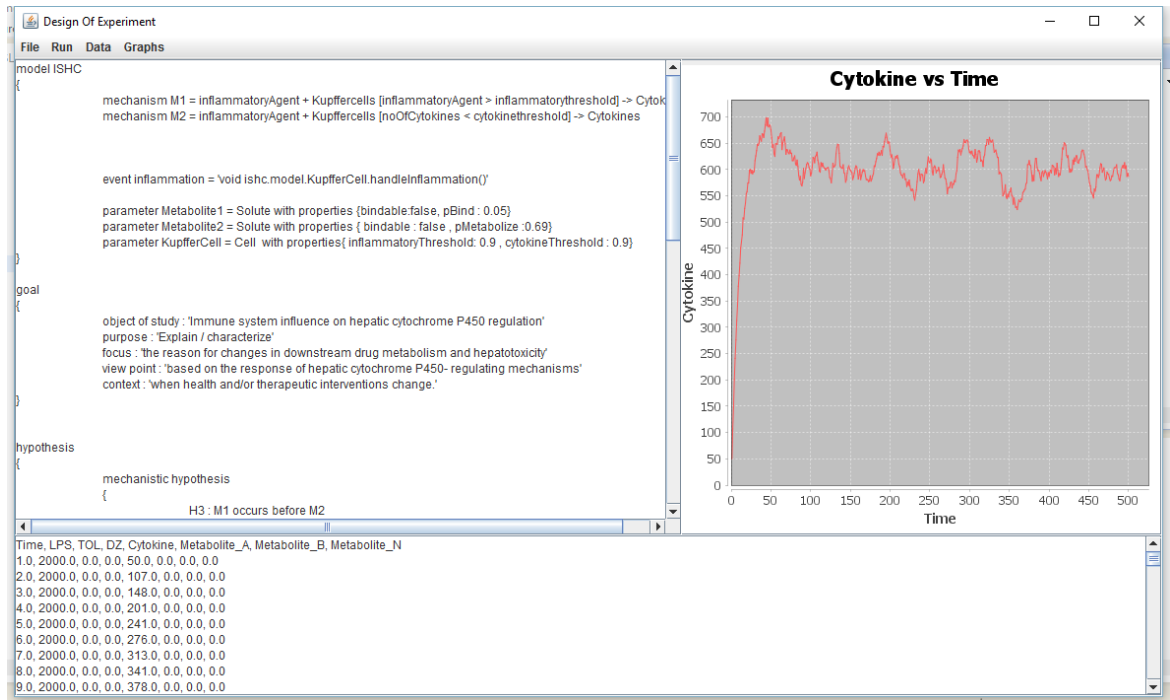 Design Of Experiment
File Run Data Graphs
model ISHC
{
mechanism M1 = inflammatoryAgent + Kupffercells [inflammatoryAgent > inflammatorythreshold] -> Cytok
mechanism M2 = inflammatoryAgent + Kupffercells [noOfCytokines < cytokinethreshold] -> Cytokines
event inflammation = 'void ishc.model.KupfferCell.handleInflammation()'
parameter Metabolite1 = Solute with properties {bindable:false, pBind : 0.05}
parameter Metabolite2 = Solute with properties { bindable : false , pMetabolize :0.69}
parameter KupfferCell = Cell with properties{ inflammatoryThreshold: 0.9 , cytokineThreshold : 0.9}
}
goal
{
object of study : 'Immune system influence on hepatic cytochrome P450 regulation'
purpose : 'Explain / characterize'
focus : 'the reason for changes in downstream drug metabolism and hepatotoxicity'
view point : 'based on the response of hepatic cytochrome P450- regulating mechanisms'
context : 'when health and/or therapeutic interventions change.'
}
hypothesis
{
mechanistic hypothesis
{
H3 : M1 occurs before M2
Cytokine vs Time
700
650
600
550
500
450
400
350
300
250
200
150
100
50
0
Cytokine
0 50 100 150 200 250 300 350 400 450 500
Time
Time, LPS, TOL, DZ, Cytokine, Metabolite_A, Metabolite_B, Metabolite_N
1.0, 2000.0, 0.0, 0.0, 50.0, 0.0, 0.0, 0.0
2.0, 2000.0, 0.0, 0.0, 107.0, 0.0, 0.0, 0.0
3.0, 2000.0, 0.0, 0.0, 148.0, 0.0, 0.0, 0.0
4.0, 2000.0, 0.0, 0.0, 201.0, 0.0, 0.0, 0.0
5.0, 2000.0, 0.0, 0.0, 241.0, 0.0, 0.0, 0.0
6.0, 2000.0, 0.0, 0.0, 276.0, 0.0, 0.0, 0.0
7.0, 2000.0, 0.0, 0.0, 313.0, 0.0, 0.0, 0.0
8.0, 2000.0, 0.0, 0.0, 341.0, 0.0, 0.0, 0.0
9.0, 2000.0, 0.0, 0.0, 378.0, 0.0, 0.0, 0.0